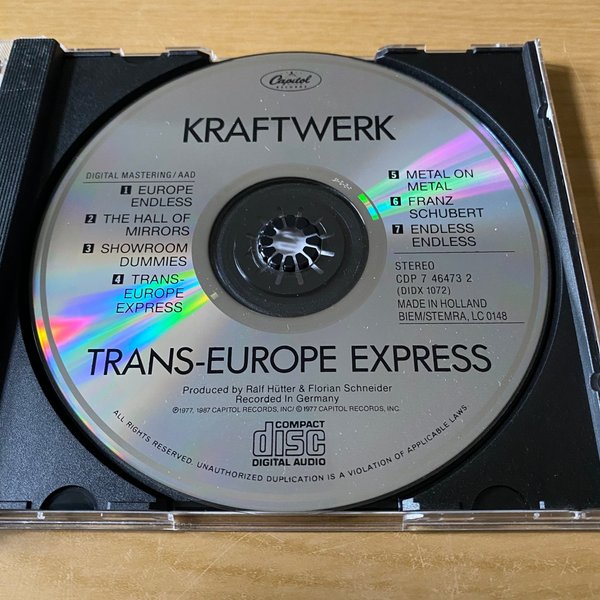 Capitol
RECORDS
KRAFTWERK
DIGITAL MASTERING/AAD
1 EUROPE
ENDLESS
2 THE HALL OF
MIRRORS
3 SHOWROOM
DUMMIES
4 TRANS-
EUROPE
EXPRESS
5 METAL ON
METAL
6 FRANZ
SCHUBERT
7 ENDLESS
ENDLESS
STEREO
CDP 7 46473 2
(DIDX 1072)
MADE IN HOLLAND
BIEM/STEMRA, LC 0148
TRANS-EUROPE EXPRESS
Produced by Ralf Hütter & Florian Schneider
Recorded In Germany
℗1977, 1987 CAPITOL RECORDS, INC/ ©1977 CAPITOL RECORDS, INC.
COMPACT
disc
DIGITAL AUDIO
ALL RIGHTS RESERVED. UNAUTHORIZED DUPLICATION IS A VIOLATION OF APPLICABLE LAWS